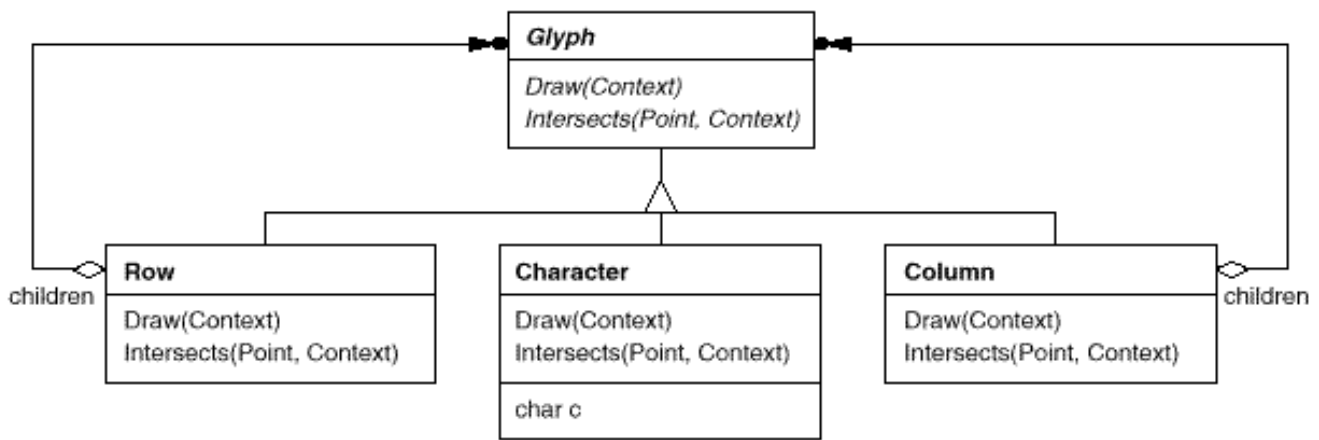 Glyph
Draw(Context)
Intersects(Point, Context)
children
Row
Draw(Context)
Intersects(Point, Context)
Character
Draw(Context)
Intersects(Point, Context)
char c
Column
Draw(Context)
Intersects(Point, Context)
children